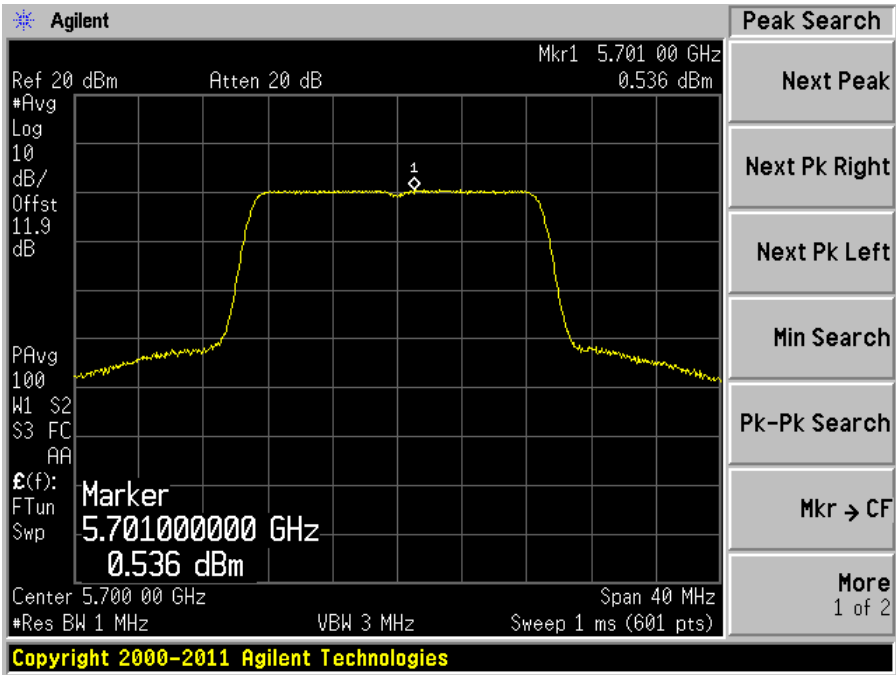 Agilent
Peak Search
Mkr1 5.701 00 GHz
Ref 20 dBm Atten 20 dB 0.536 dBm
#Avg
Log
10
dB/
Offst
11.9
dB
1
PAvg
100
W1 S2
S3 FC
AA
£(f):
FTun
Swp
Marker
5.701000000 GHz
0.536 dBm
Center 5.700 00 GHz Span 40 MHz
#Res BW 1 MHz VBW 3 MHz Sweep 1 ms (601 pts)
Copyright 2000-2011 Agilent Technologies
Next Peak
Next Pk Right
Next Pk Left
Min Search
Pk-Pk Search
Mkr → CF
More
1 of 2